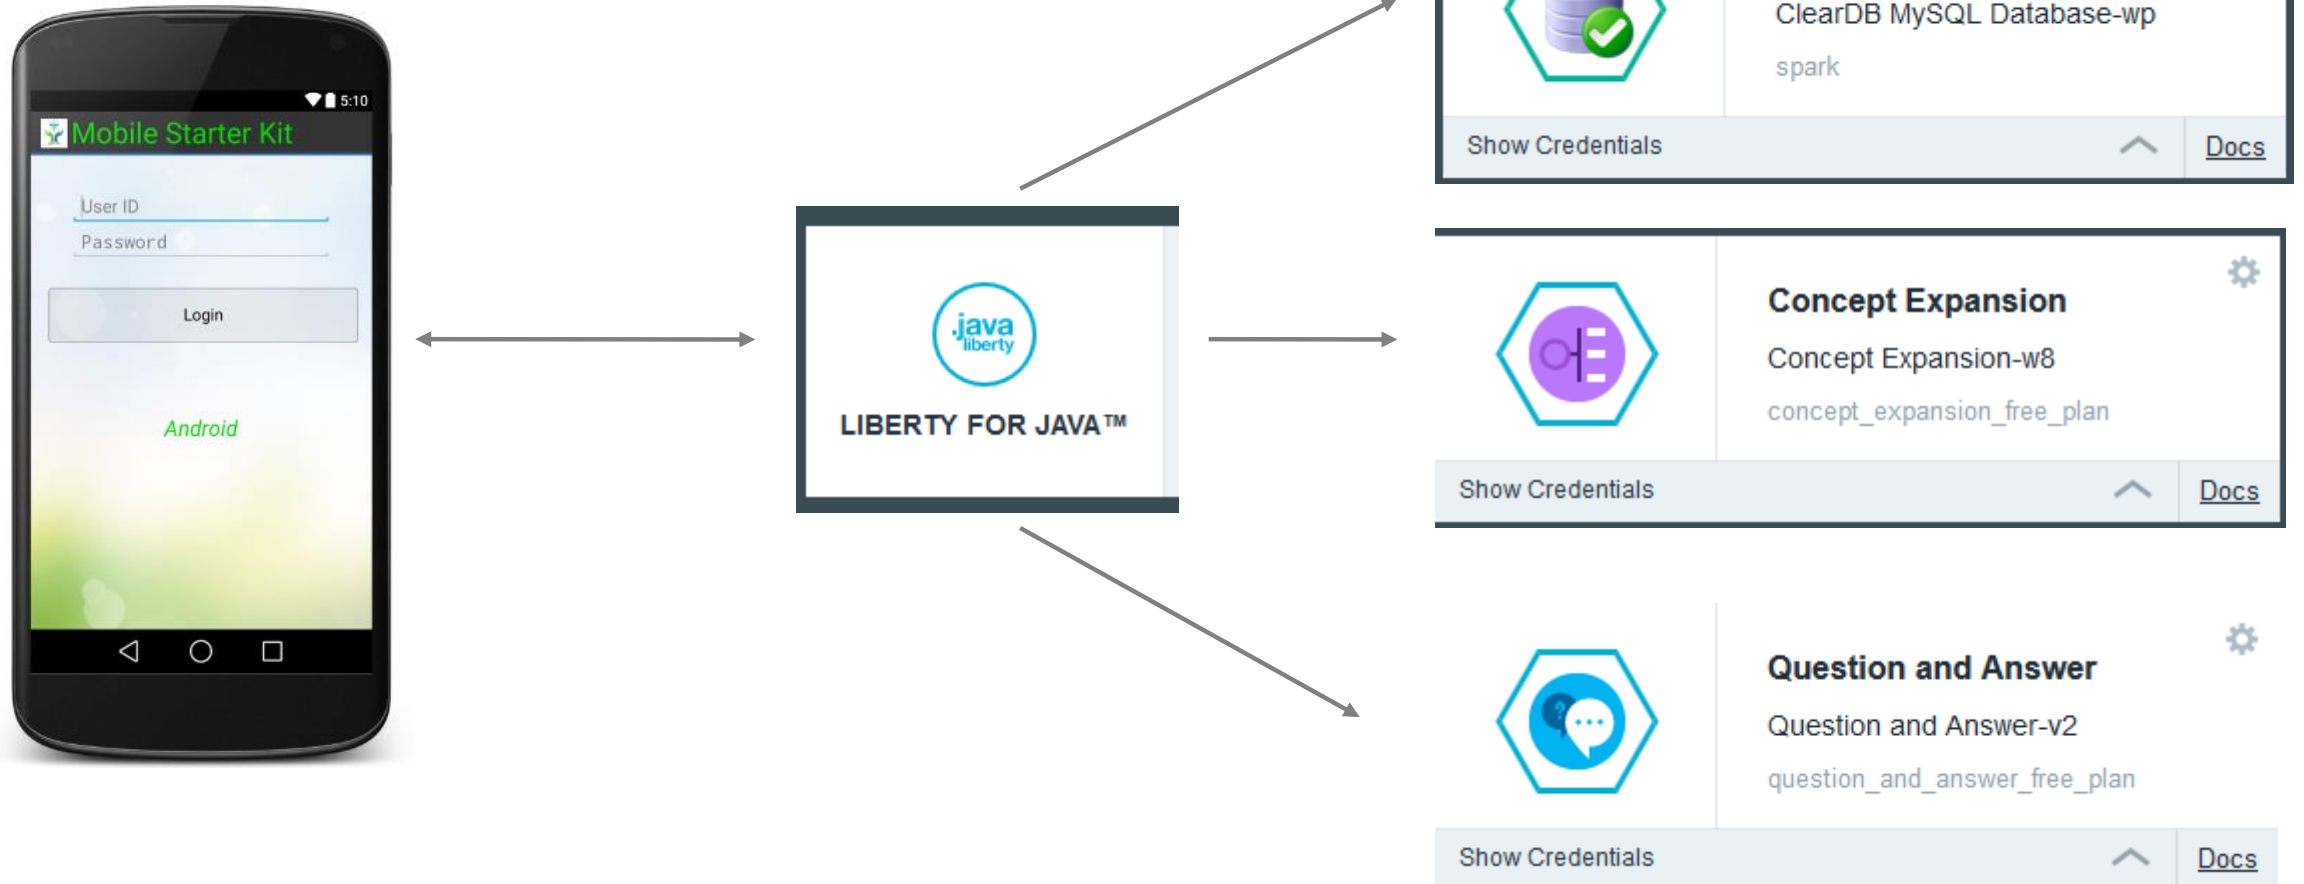 5:10
Mobile Starter Kit
User ID
Password
Login
Android
.java
liberty
LIBERTY FOR JAVA™
ClearDB MySQL Database-wp
spark
Show Credentials
Docs
Concept Expansion
Concept Expansion-w8
concept_expansion_free_plan
Show Credentials
Docs
?
Question and Answer
Question and Answer-v2
question_and_answer_free_plan
Show Credentials
Docs